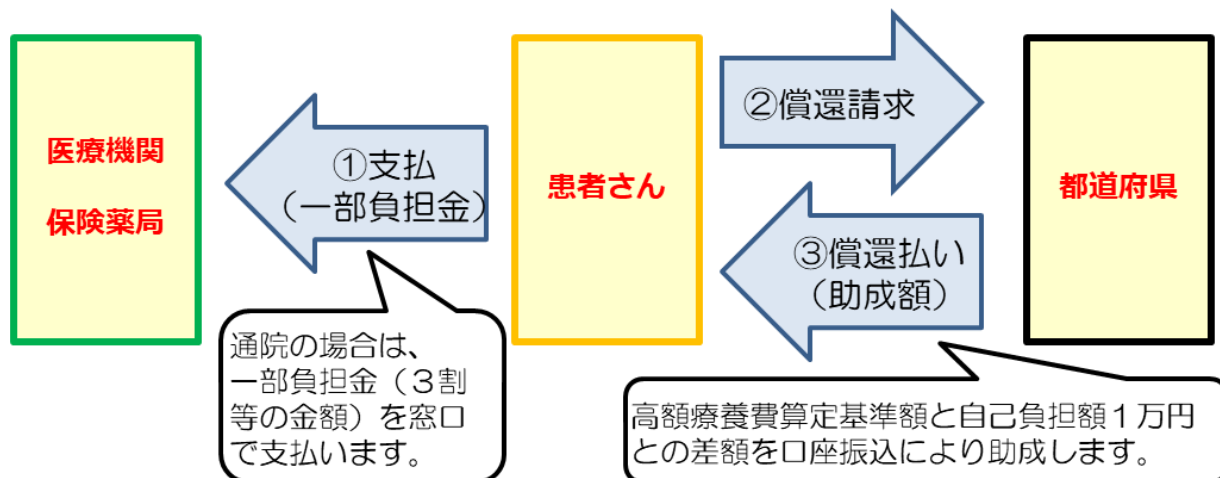 医療機関
保険薬局
①支払
（一部負担金）
患者さん
②償還請求
③償還払い
（助成額）
都道府県
通院の場合は、
一部負担金（３割
等の金額）を窓口
で支払います。
高額療養費算定基準額と自己負担額１万円
との差額を口座振込により助成します。